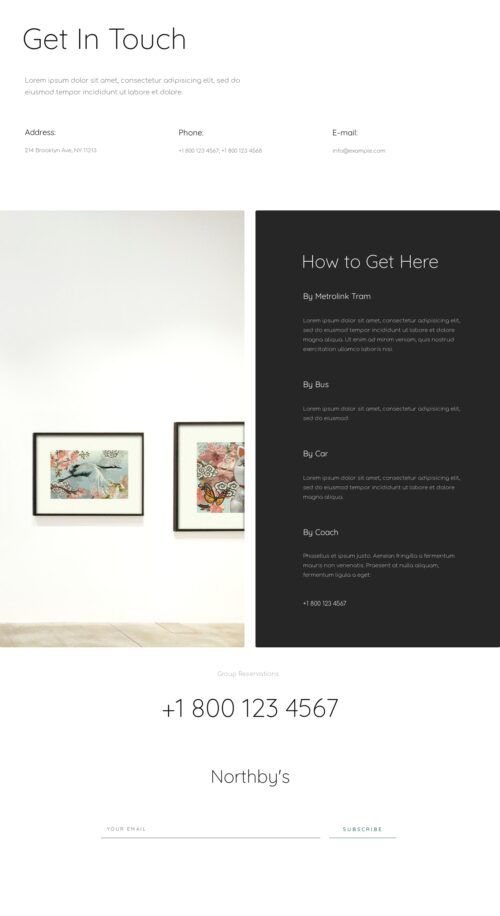 Get In Touch
Lorem ipsum dolor sit amet, consectetur adipisicing elit, sed do
eiusmod tempor incididunt ut labore et dolore.
Address:
Phone:
E-mail:
214 Brooklyn Ave, NY 11213
+1 800 123 4567; +1 800 123 4568
info@example.com
How to Get Here
By Metrolink Tram
Lorem ipsum dolor sit amet, consectetur adipisicing elit,
sed do eiusmod tempor incididunt ut labore et dolore
magna aliqua. Ut enim ad minim veniam, quis nostrud
exercitation ullamco laboris nisi.
By Bus
Lorem ipsum dolor sit amet, consectetur adipisicing elit,
sed do eiusmod.
By Car
Lorem ipsum dolor sit amet, consectetur adipisicing elit,
sed do eiusmod tempor incididunt ut labore et dolore
magna aliqua.
By Coach
Phasellus et ipsum justo. Aenean fringilla a fermentum
mauris non venenatis. Praesent at nulla aliquam,
fermentum ligula a eget.
+1 800 123 4567
Group Reservations
+1 800 123 4567
Northby's
YOUR EMAIL
SUBSCRIBE